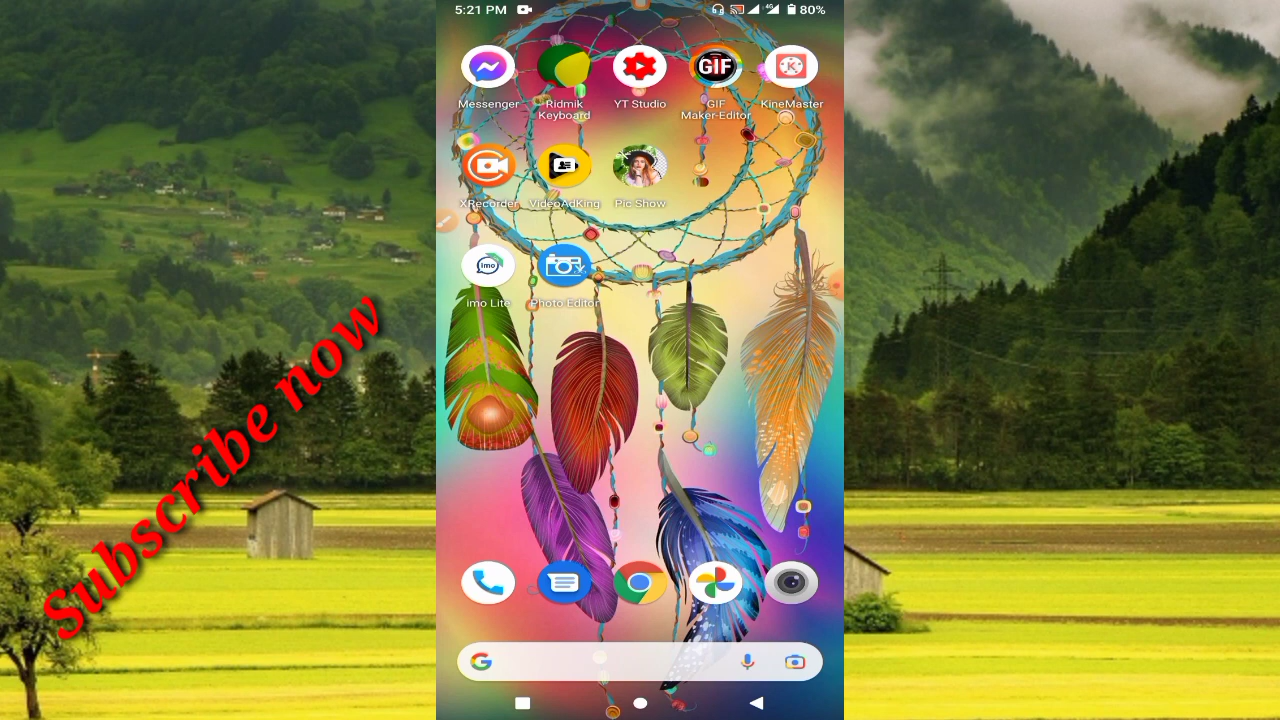 5:21 PM
4G
80%
GIF
K
Messenger
Ridmik
Keyboard
YT Studio
GIF
Maker-Editor
KineMaster
XRecorder
VideoAdKing
Pic Show
imo
imo Lite
Photo Editor
Subscribe now
G